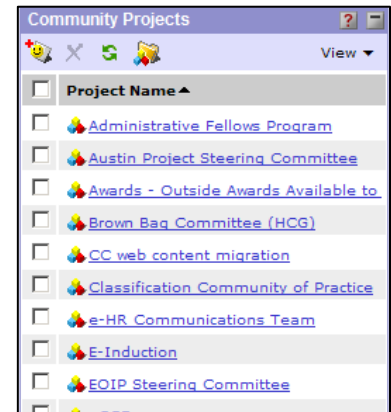 Community Projects ?
View
Project Name
Administrative Fellows Program
Austin Project Steering Committee
Awards - Outside Awards Available to
Brown Bag Committee (HCG)
CC web content migration
Classification Community of Practice
e-HR Communications Team
E-Induction
EOIP Steering Committee